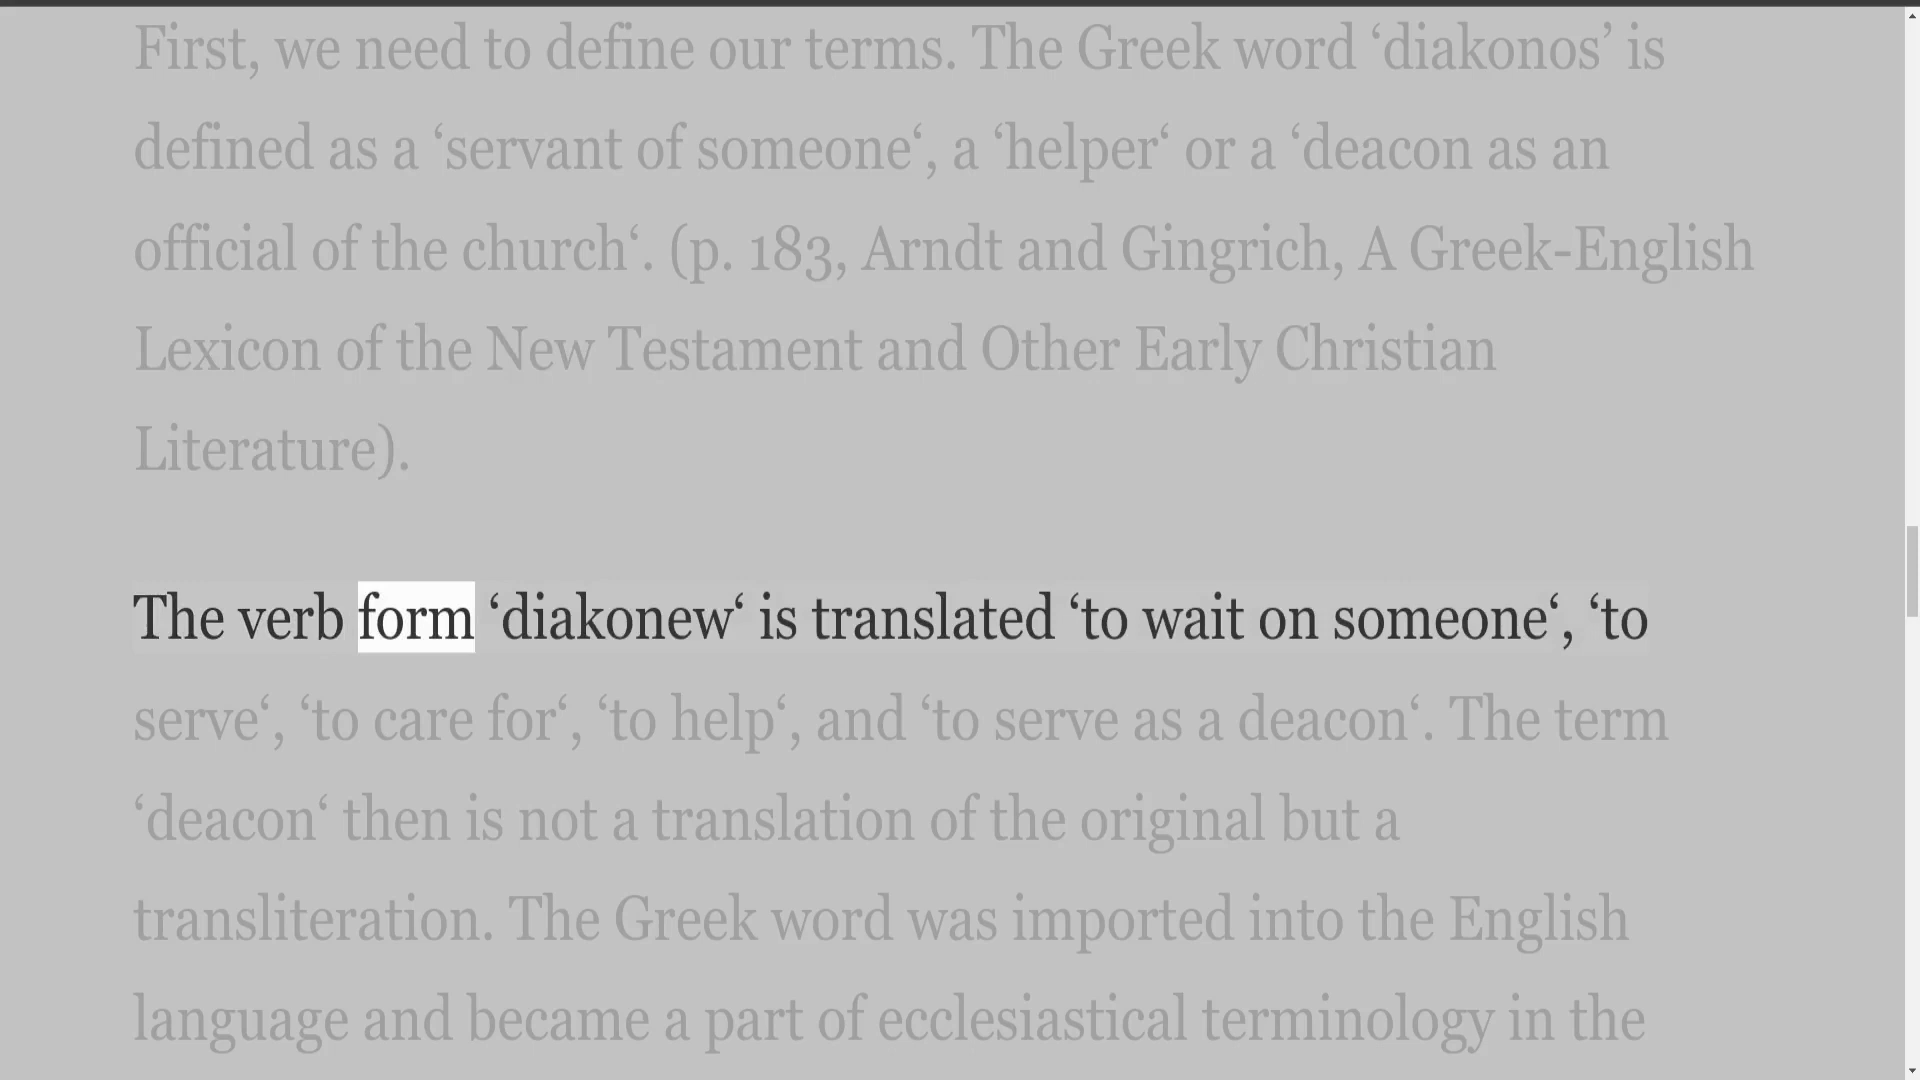 First, we need to define our terms. The Greek word ‘diakonos’ is
defined as a ‘servant of someone‘, a ‘helper‘ or a ‘deacon as an
official of the church‘. (p. 183, Arndt and Gingrich, A Greek-English
Lexicon of the New Testament and Other Early Christian
Literature).
The verb form ‘diakonew‘ is translated ‘to wait on someone‘, ‘to
serve‘, ‘to care for‘, ‘to help‘, and ‘to serve as a deacon‘. The term
‘deacon‘ then is not a translation of the original but a
transliteration. The Greek word was imported into the English
language and became a part of ecclesiastical terminology in the